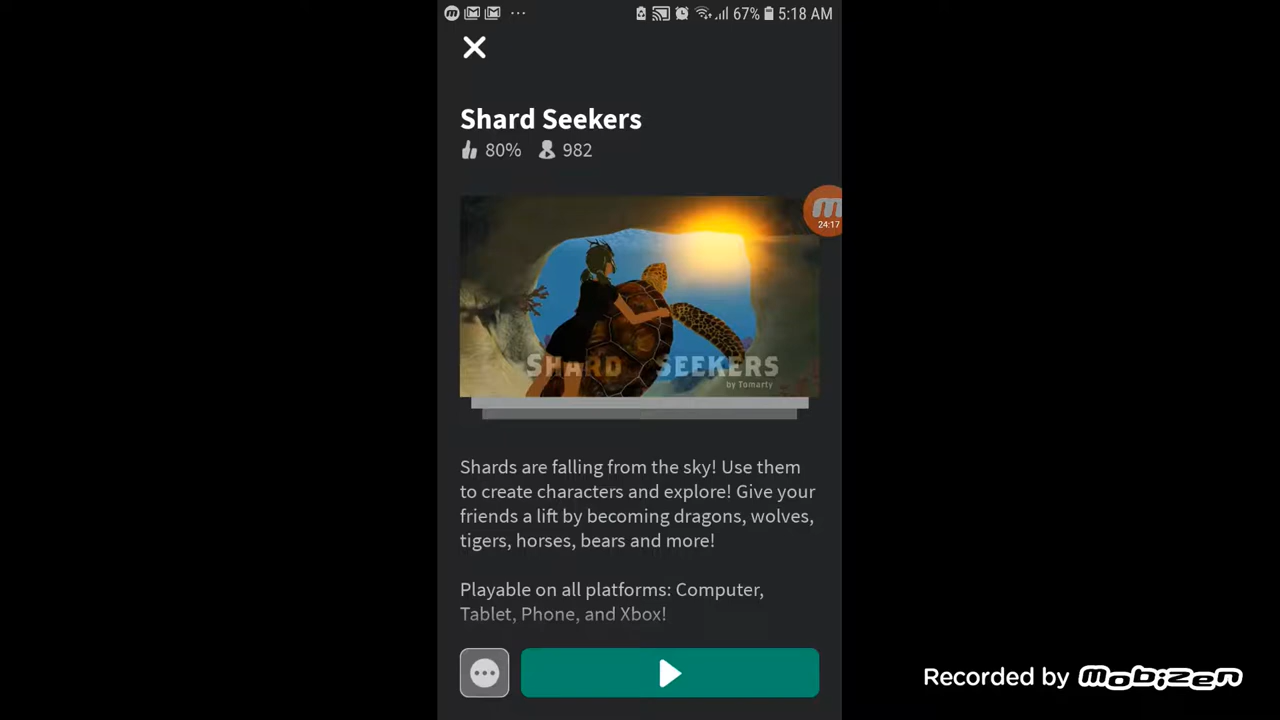 67% 5:18 AM
Shard Seekers
80% 982
m
24:17
SHARD SEEKERS
by Tomarty
Shards are falling from the sky! Use them
to create characters and explore! Give your
friends a lift by becoming dragons, wolves,
tigers, horses, bears and more!
Playable on all platforms: Computer,
Tablet, Phone, and Xbox!
Recorded by mobizen